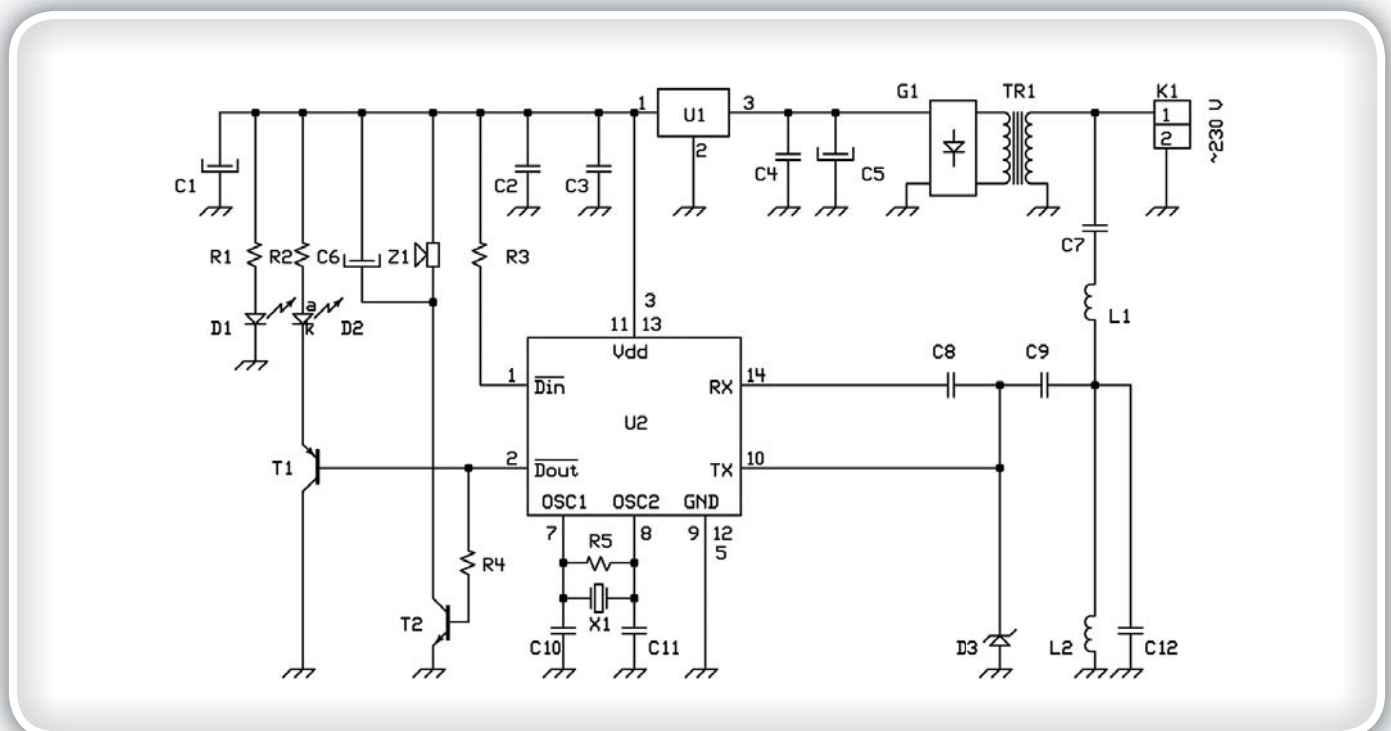 G1
TR1
K1
1
U1
3
1
2
2
~230 V
C1
C2
C3
C4
C5
R1
R2
C6
Z1
R3
C7
D1
a
k
D2
3
11
13
L1
Vdd
C8
C9
1
Din
RX
14
U2
T1
2
Dout
TX
10
OSC1
OSC2
GND
7
8
9
12
5
R5
R4
T2
X1
C10
C11
D3
L2
C12